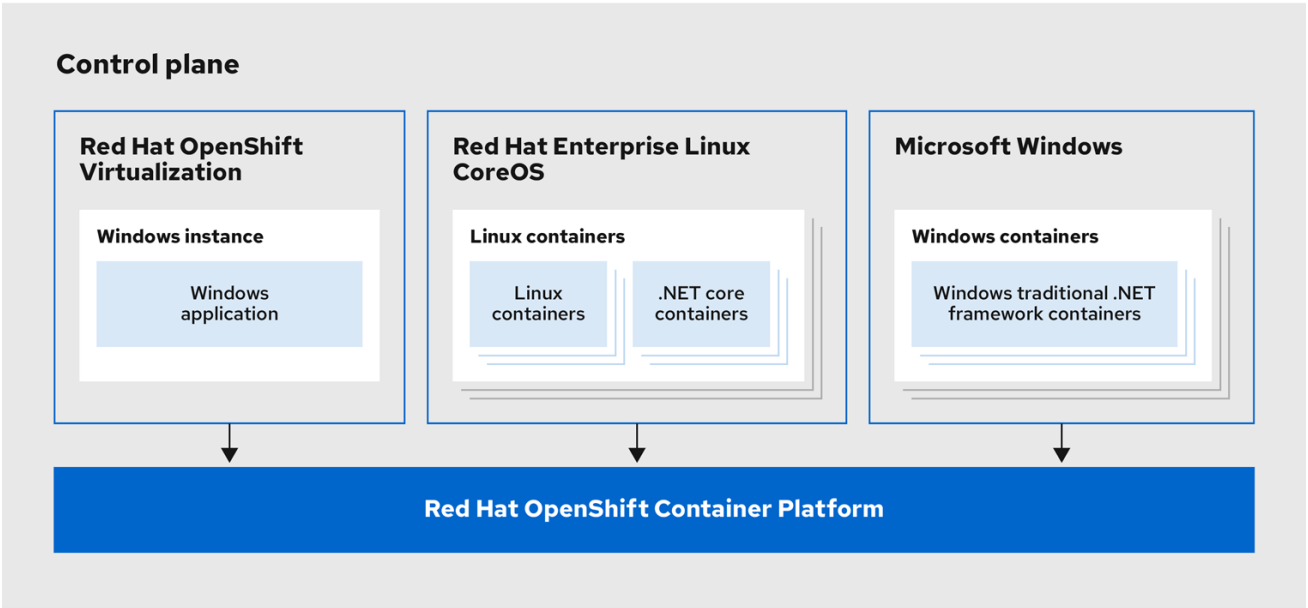 Control plane
Red Hat OpenShift
Virtualization
Windows instance
Windows
application
Red Hat Enterprise Linux
CoreOS
Linux containers
Linux
containers
.NET core
containers
Microsoft Windows
Windows containers
Windows traditional .NET
framework containers
Red Hat OpenShift Container Platform